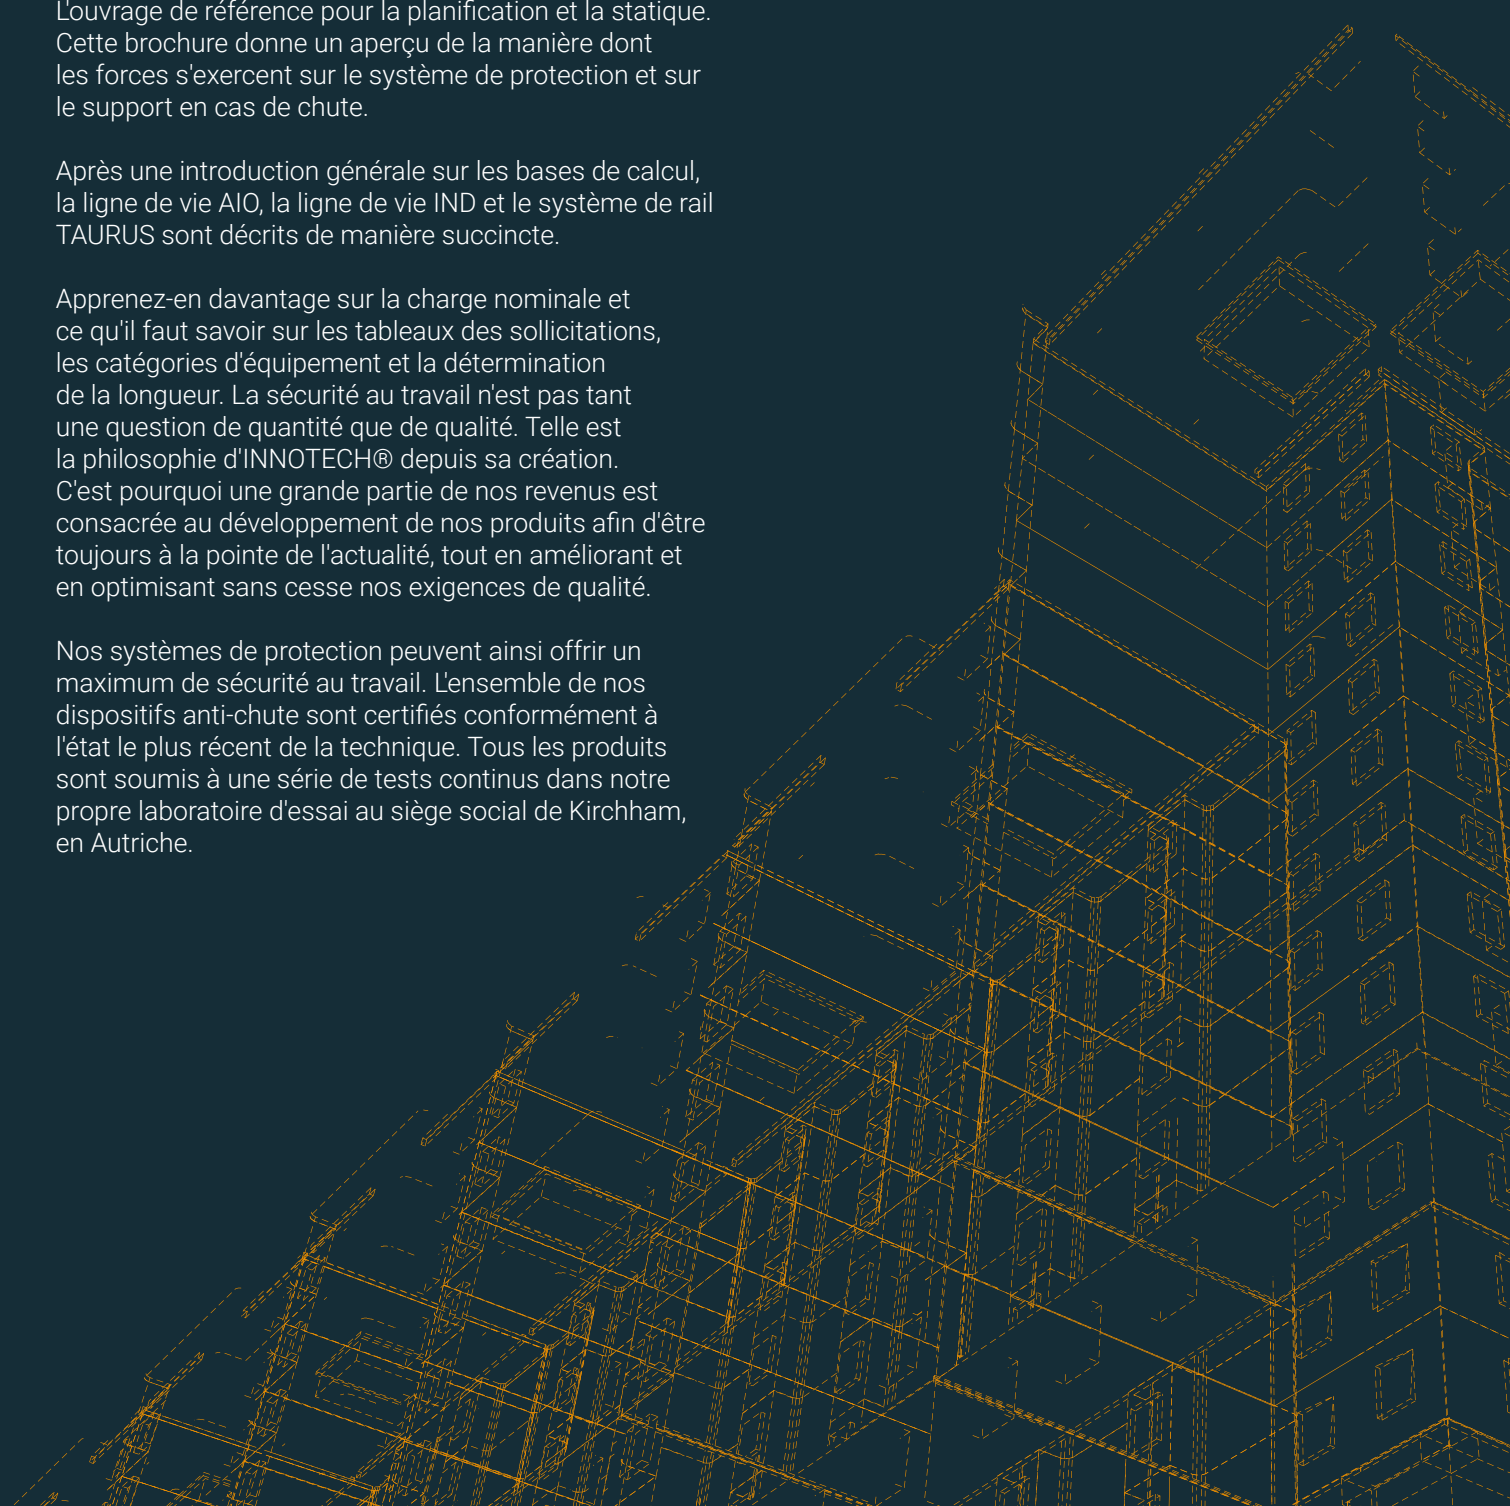 L'ouvrage de référence pour la planification et la statique.
Cette brochure donne un aperçu de la manière dont
les forces s'exercent sur le système de protection et sur
le support en cas de chute.
Après une introduction générale sur les bases de calcul,
la ligne de vie AIO, la ligne de vie IND et le système de rail
TAURUS sont décrits de manière succincte.
Apprenez-en davantage sur la charge nominale et
ce qu'il faut savoir sur les tableaux des sollicitations,
les catégories d'équipement et la détermination
de la longueur. La sécurité au travail n'est pas tant
une question de quantité que de qualité. Telle est
la philosophie d'INNOTECH® depuis sa création.
C'est pourquoi une grande partie de nos revenus est
consacrée au développement de nos produits afin d'être
toujours à la pointe de l'actualité, tout en améliorant et
en optimisant sans cesse nos exigences de qualité.
Nos systèmes de protection peuvent ainsi offrir un
maximum de sécurité au travail. L'ensemble de nos
dispositifs anti-chute sont certifiés conformément à
l'état le plus récent de la technique. Tous les produits
sont soumis à une série de tests continus dans notre
propre laboratoire d'essai au siège social de Kirchham,
en Autriche.